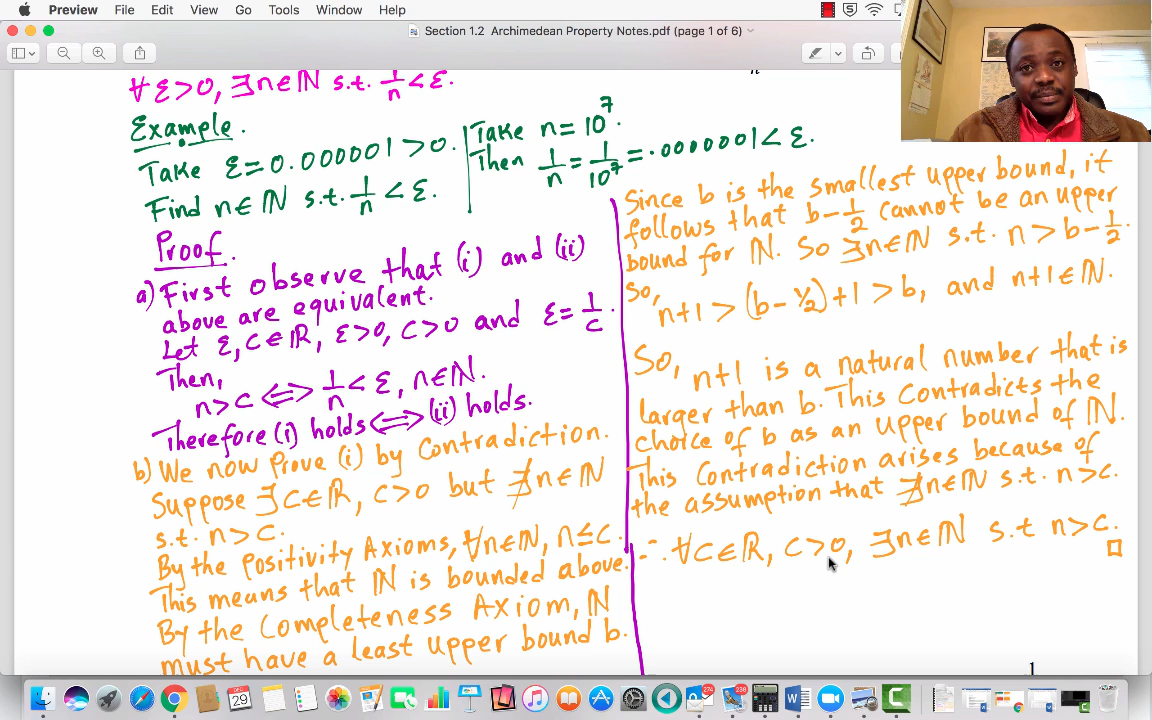 Preview File Edit View Go Tools Window Help
Section 1.2 Archimedean Property Notes.pdf (page 1 of 6)
∀ε>0, ∃n∈ℕ s.t. 1/n < ε.
n
Example.
Take ε=0.000001>0.
Find n∈ℕ s.t. 1/n < ε.
Take n=10^7.
Then 1/n = 1/10^7 = .0000001 < ε.
Proof.
a) First observe that (i) and (ii)
above are equivalent.
Let ε, c∈ℝ, ε>0, c>0 and ε=1/c.
Then,
n>c ⟺ 1/n < ε, n∈ℕ.
Therefore (i) holds ⟺ (ii) holds.
b) We now prove (i) by contradiction.
Suppose ∃c∈ℝ, c>0 but ∄n∈ℕ
s.t. n>c.
By the Positivity Axioms, ∀n∈ℕ, n≤c.
This means that ℕ is bounded above.
By the Completeness Axiom, ℕ
must have a least upper bound b.
Since b is the smallest upper bound, it
follows that b-1/2 cannot be an upper
bound for ℕ. So ∃n∈ℕ s.t. n>b-1/2.
So,
n+1 > (b-1/2)+1 > b, and n+1∈ℕ.
So, n+1 is a natural number that is
larger than b. This contradicts the
choice of b as an upper bound of ℕ.
This contradiction arises because of
the assumption that ∄n∈ℕ s.t. n>c.
∴ ∀c∈ℝ, c>0, ∃n∈ℕ s.t n>c.
□
1
OCT
29
274
239